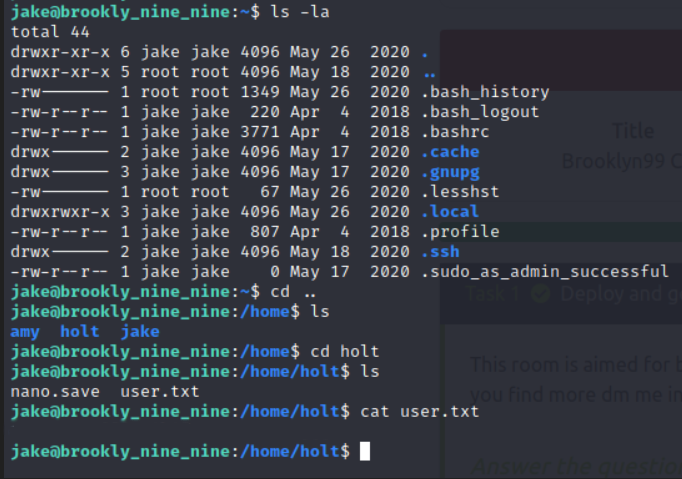 jake@brookly_nine_nine:~$ ls -la
total 44
drwxr-xr-x 6 jake jake 4096 May 26  2020 .
drwxr-xr-x 5 root root 4096 May 18  2020 ..
-rw------- 1 root root 1349 May 26  2020 .bash_history
-rw-r--r-- 1 jake jake  220 Apr  4  2018 .bash_logout
-rw-r--r-- 1 jake jake 3771 Apr  4  2018 .bashrc
Title
drwx------ 2 jake jake 4096 May 17  2020 .cache
Brooklyn99
drwx------ 3 jake jake 4096 May 17  2020 .gnupg
-rw------- 1 root root   67 May 26  2020 .lesshst
drwxrwxr-x 3 jake jake 4096 May 26  2020 .local
-rw-r--r-- 1 jake jake  807 Apr  4  2018 .profile
drwx------ 2 jake jake 4096 May 18  2020 .ssh
-rw-r--r-- 1 jake jake    0 May 17  2020 .sudo_as_admin_successful
jake@brookly_nine_nine:~$ cd ..
Task 1 Deploy and
jake@brookly_nine_nine:/home$ ls
amy  holt  jake
jake@brookly_nine_nine:/home$ cd holt
This room is aimed for
jake@brookly_nine_nine:/home/holt$ ls
nano.save  user.txt
you find more dm me
jake@brookly_nine_nine:/home/holt$ cat user.txt
jake@brookly_nine_nine:/home/holt$
Answer the